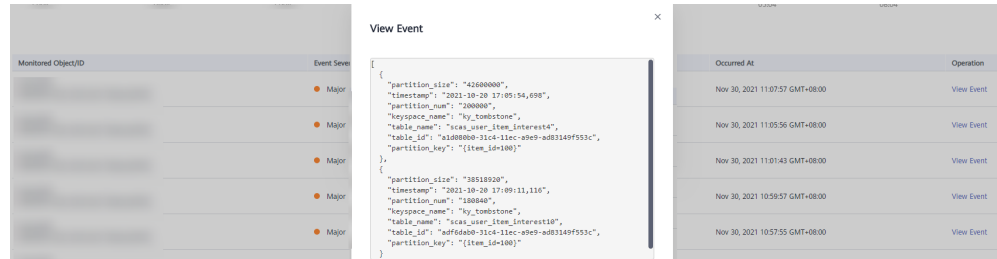 05:04
08:04
×
View Event
Monitored Object/ID
Event Seve
Occurred At
Operation
[
{
"partition_size": "42600000",
"timestamp": "2021-10-20 17:05:54,698",
"partition_num": "200000",
"keyspace_name": "ky_tombstone",
"table_name": "scas_user_item_interest4",
"table_id": "a1d080b0-31c4-11ec-a9e9-ad83149f553c",
"partition_key": "{item_id=100}"
},
{
"partition_size": "38518920",
"timestamp": "2021-10-20 17:09:11,116",
"partition_num": "180840",
"keyspace_name": "ky_tombstone",
"table_name": "scas_user_item_interest10",
"table_id": "adf6dab0-31c4-11ec-a9e9-ad83149f553c",
"partition_key": "{item_id=100}"
}
Major
Nov 30, 2021 11:07:57 GMT+08:00
View Event
Major
Nov 30, 2021 11:05:56 GMT+08:00
View Event
Major
Nov 30, 2021 11:01:43 GMT+08:00
View Event
Major
Nov 30, 2021 10:59:57 GMT+08:00
View Event
Major
Nov 30, 2021 10:57:55 GMT+08:00
View Event